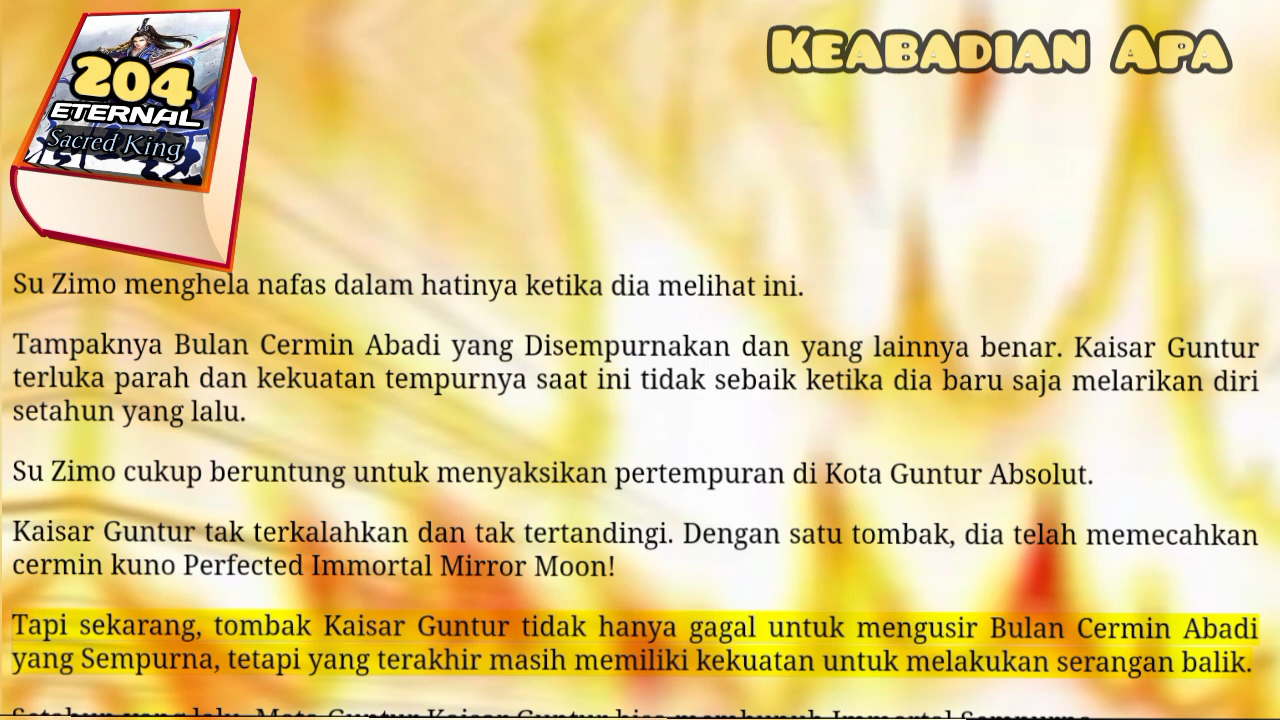 204
ETERNAL
Sacred King
KEABADIAN APA
Su Zimo menghela nafas dalam hatinya ketika dia melihat ini.
Tampaknya Bulan Cermin Abadi yang Disempurnakan dan yang lainnya benar. Kaisar Guntur
terluka parah dan kekuatan tempurnya saat ini tidak sebaik ketika dia baru saja melarikan diri
setahun yang lalu.
Su Zimo cukup beruntung untuk menyaksikan pertempuran di Kota Guntur Absolut.
Kaisar Guntur tak terkalahkan dan tak tertandingi. Dengan satu tombak, dia telah memecahkan
cermin kuno Perfected Immortal Mirror Moon!
Tapi sekarang, tombak Kaisar Guntur tidak hanya gagal untuk mengusir Bulan Cermin Abadi
yang Sempurna, tetapi yang terakhir masih memiliki kekuatan untuk melakukan serangan balik.